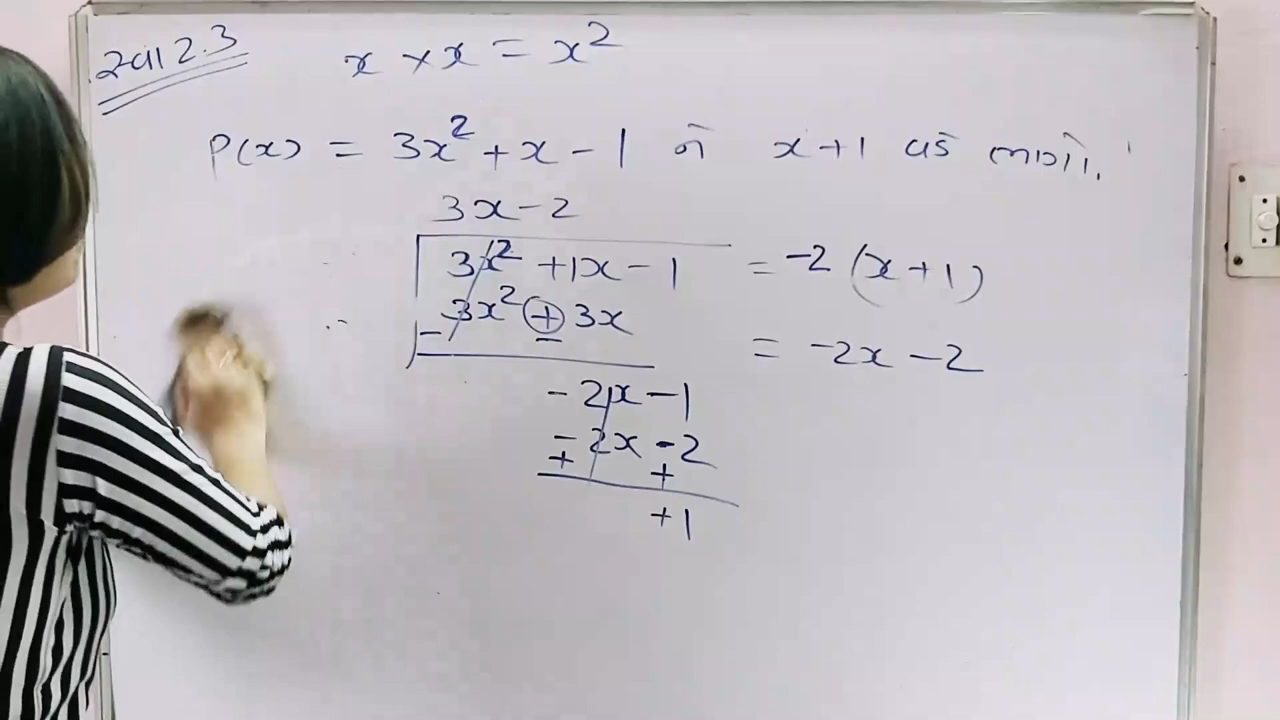 સ્વા 2.3
x × x = x²
P(x) = 3x² + x − 1 ને x + 1 વડે ભાગો.
3x − 2
3x² + 1x − 1 = −2 (x + 1)
3x² + 3x
− −
= −2x − 2
− 2x − 1
− 2x − 2
+ +
+ 1